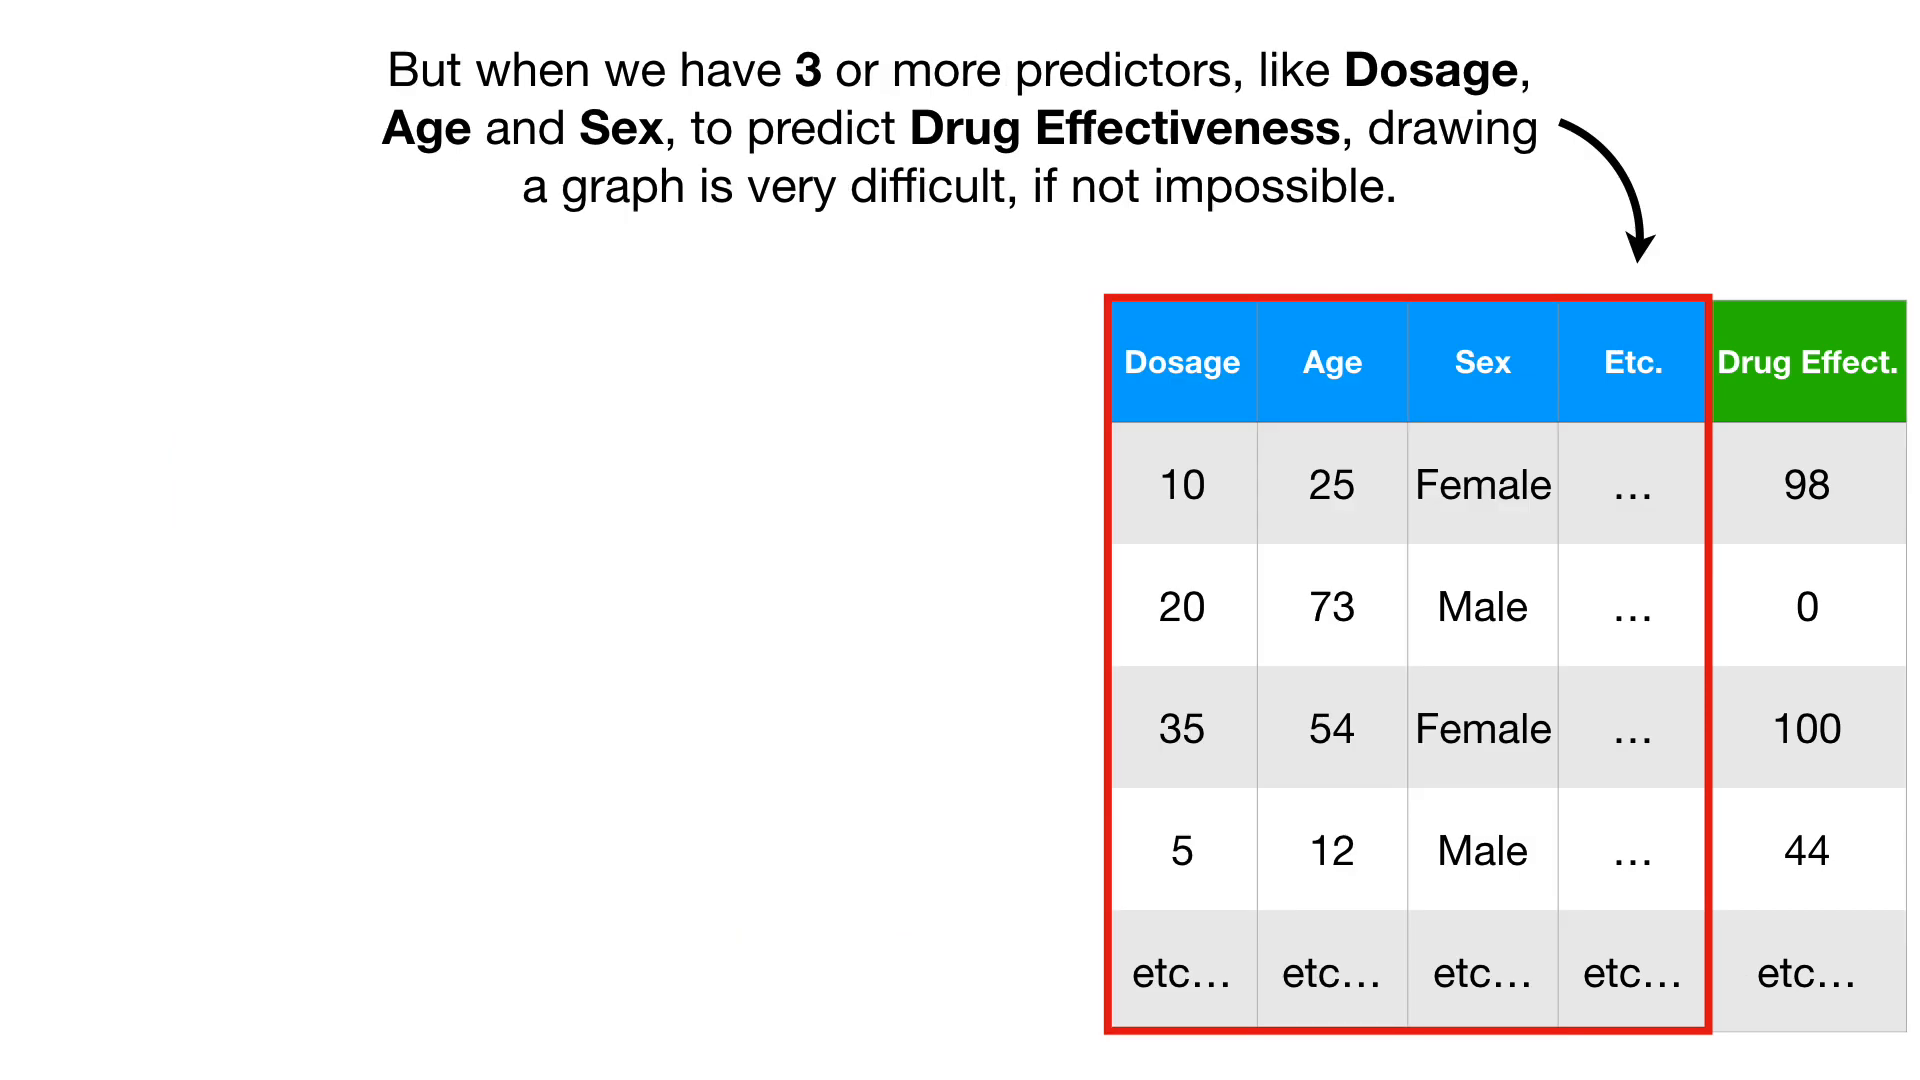 But when we have 3 or more predictors, like Dosage,
Age and Sex, to predict Drug Effectiveness, drawing
a graph is very difficult, if not impossible.
Dosage Age Sex Etc. Drug Effect.
10 25 Female … 98
20 73 Male … 0
35 54 Female … 100
5 12 Male … 44
etc… etc… etc… etc… etc…